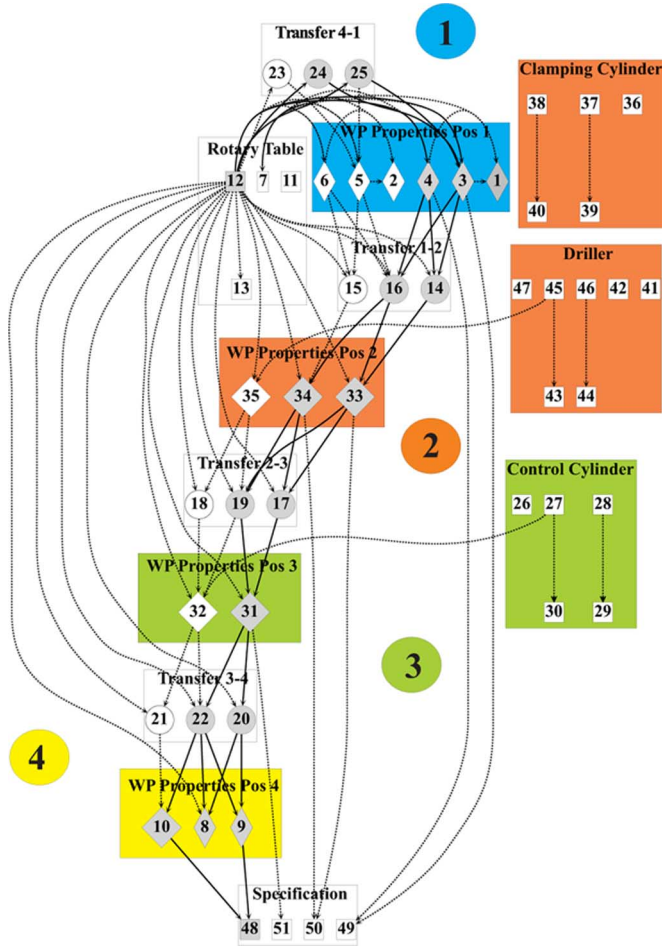 Transfer 4-1
1
23 24 25
Clamping Cylinder
38 37 36
40 39
Rotary Table
12 7 11
13
WP Properties Pos 1
6 5 2 4 3 1
Transfer 1-2
15 16 14
Driller
47 45 46 42 41
43 44
WP Properties Pos 2
35 34 33
2
Transfer 2-3
18 19 17
Control Cylinder
26 27 28
30 29
WP Properties Pos 3
32 31
3
Transfer 3-4
21 22 20
4
WP Properties Pos 4
10 8 9
Specification
48 51 50 49